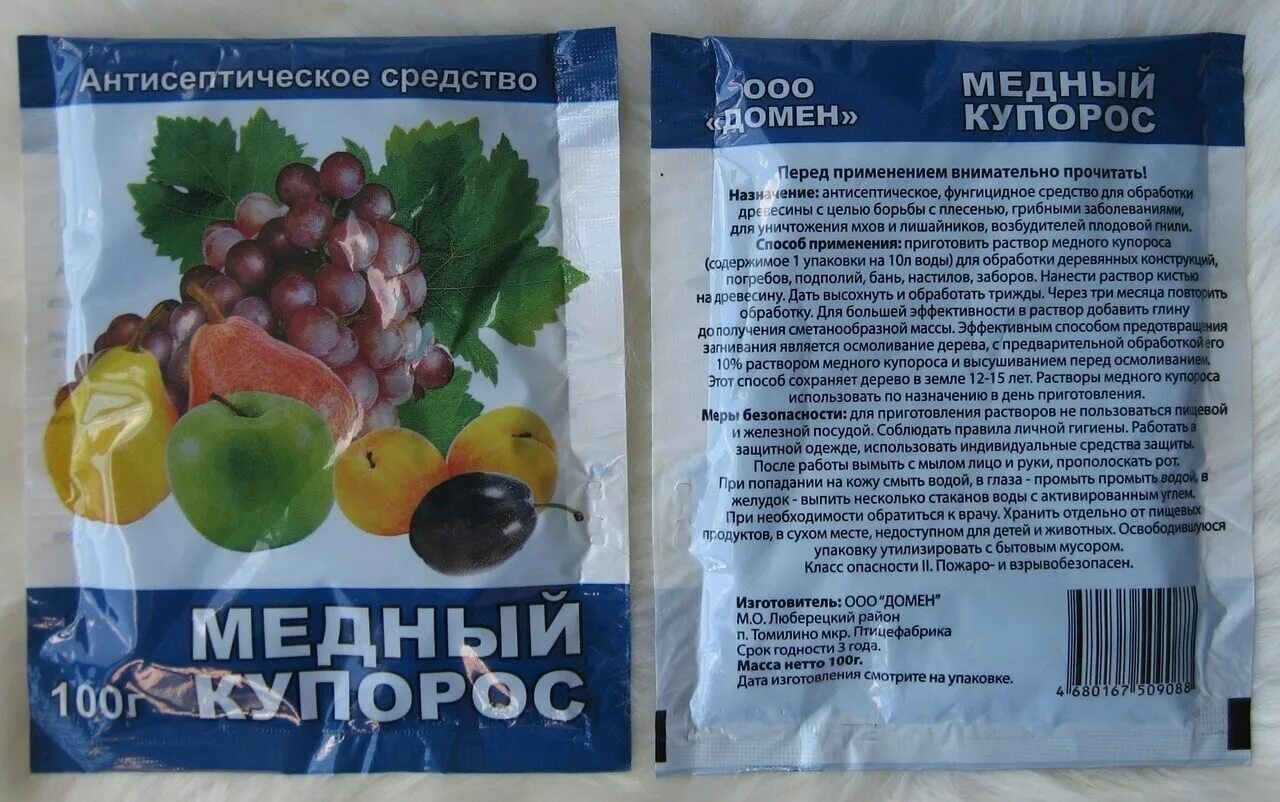 Антисептическое средство
МЕДНЫЙ
КУПОРОС
100г
ООО
«ДОМЕН»
МЕДНЫЙ
КУПОРОС
Перед применением внимательно прочитать!
Назначение: антисептическое, фунгицидное средство для обработки
древесины с целью борьбы с плесенью, грибными заболеваниями,
для уничтожения мхов и лишайников, возбудителей плодовой гнили.
Способ применения: приготовить раствор медного купороса
(содержимое 1 упаковки на 10л воды) для обработки деревянных конструкций,
погребов, подполий, бань, настилов, заборов. Нанести раствор кистью
на древесину. Дать высохнуть и обработать трижды. Через три месяца повторить
обработку. Для большей эффективности в раствор добавить глину
до получения сметанообразной массы. Эффективным способом предотвращения
загнивания является осмоливание дерева, с предварительной обработкой его
10% раствором медного купороса и высушиванием перед осмоливанием.
Этот способ сохраняет дерево в земле 12-15 лет. Растворы медного купороса
использовать по назначению в день приготовления.
Меры безопасности: для приготовления растворов не пользоваться пищевой
и железной посудой. Соблюдать правила личной гигиены. Работать в
защитной одежде, использовать индивидуальные средства защиты.
После работы вымыть с мылом лицо и руки, прополоскать рот.
При попадании на кожу смыть водой, в глаза - промыть промыть водой, в
желудок - выпить несколько стаканов воды с активированным углем.
При необходимости обратиться к врачу. Хранить отдельно от пищевых
продуктов, в сухом месте, недоступном для детей и животных. Освободившуюся
упаковку утилизировать с бытовым мусором.
Класс опасности II. Пожаро- и взрывобезопасен.
Изготовитель: ООО "ДОМЕН"
М.О. Люберецкий район
п. Томилино мкр. Птицефабрика
Срок годности 3 года.
Масса нетто 100г.
Дата изготовления смотрите на упаковке.
4 680167 509088